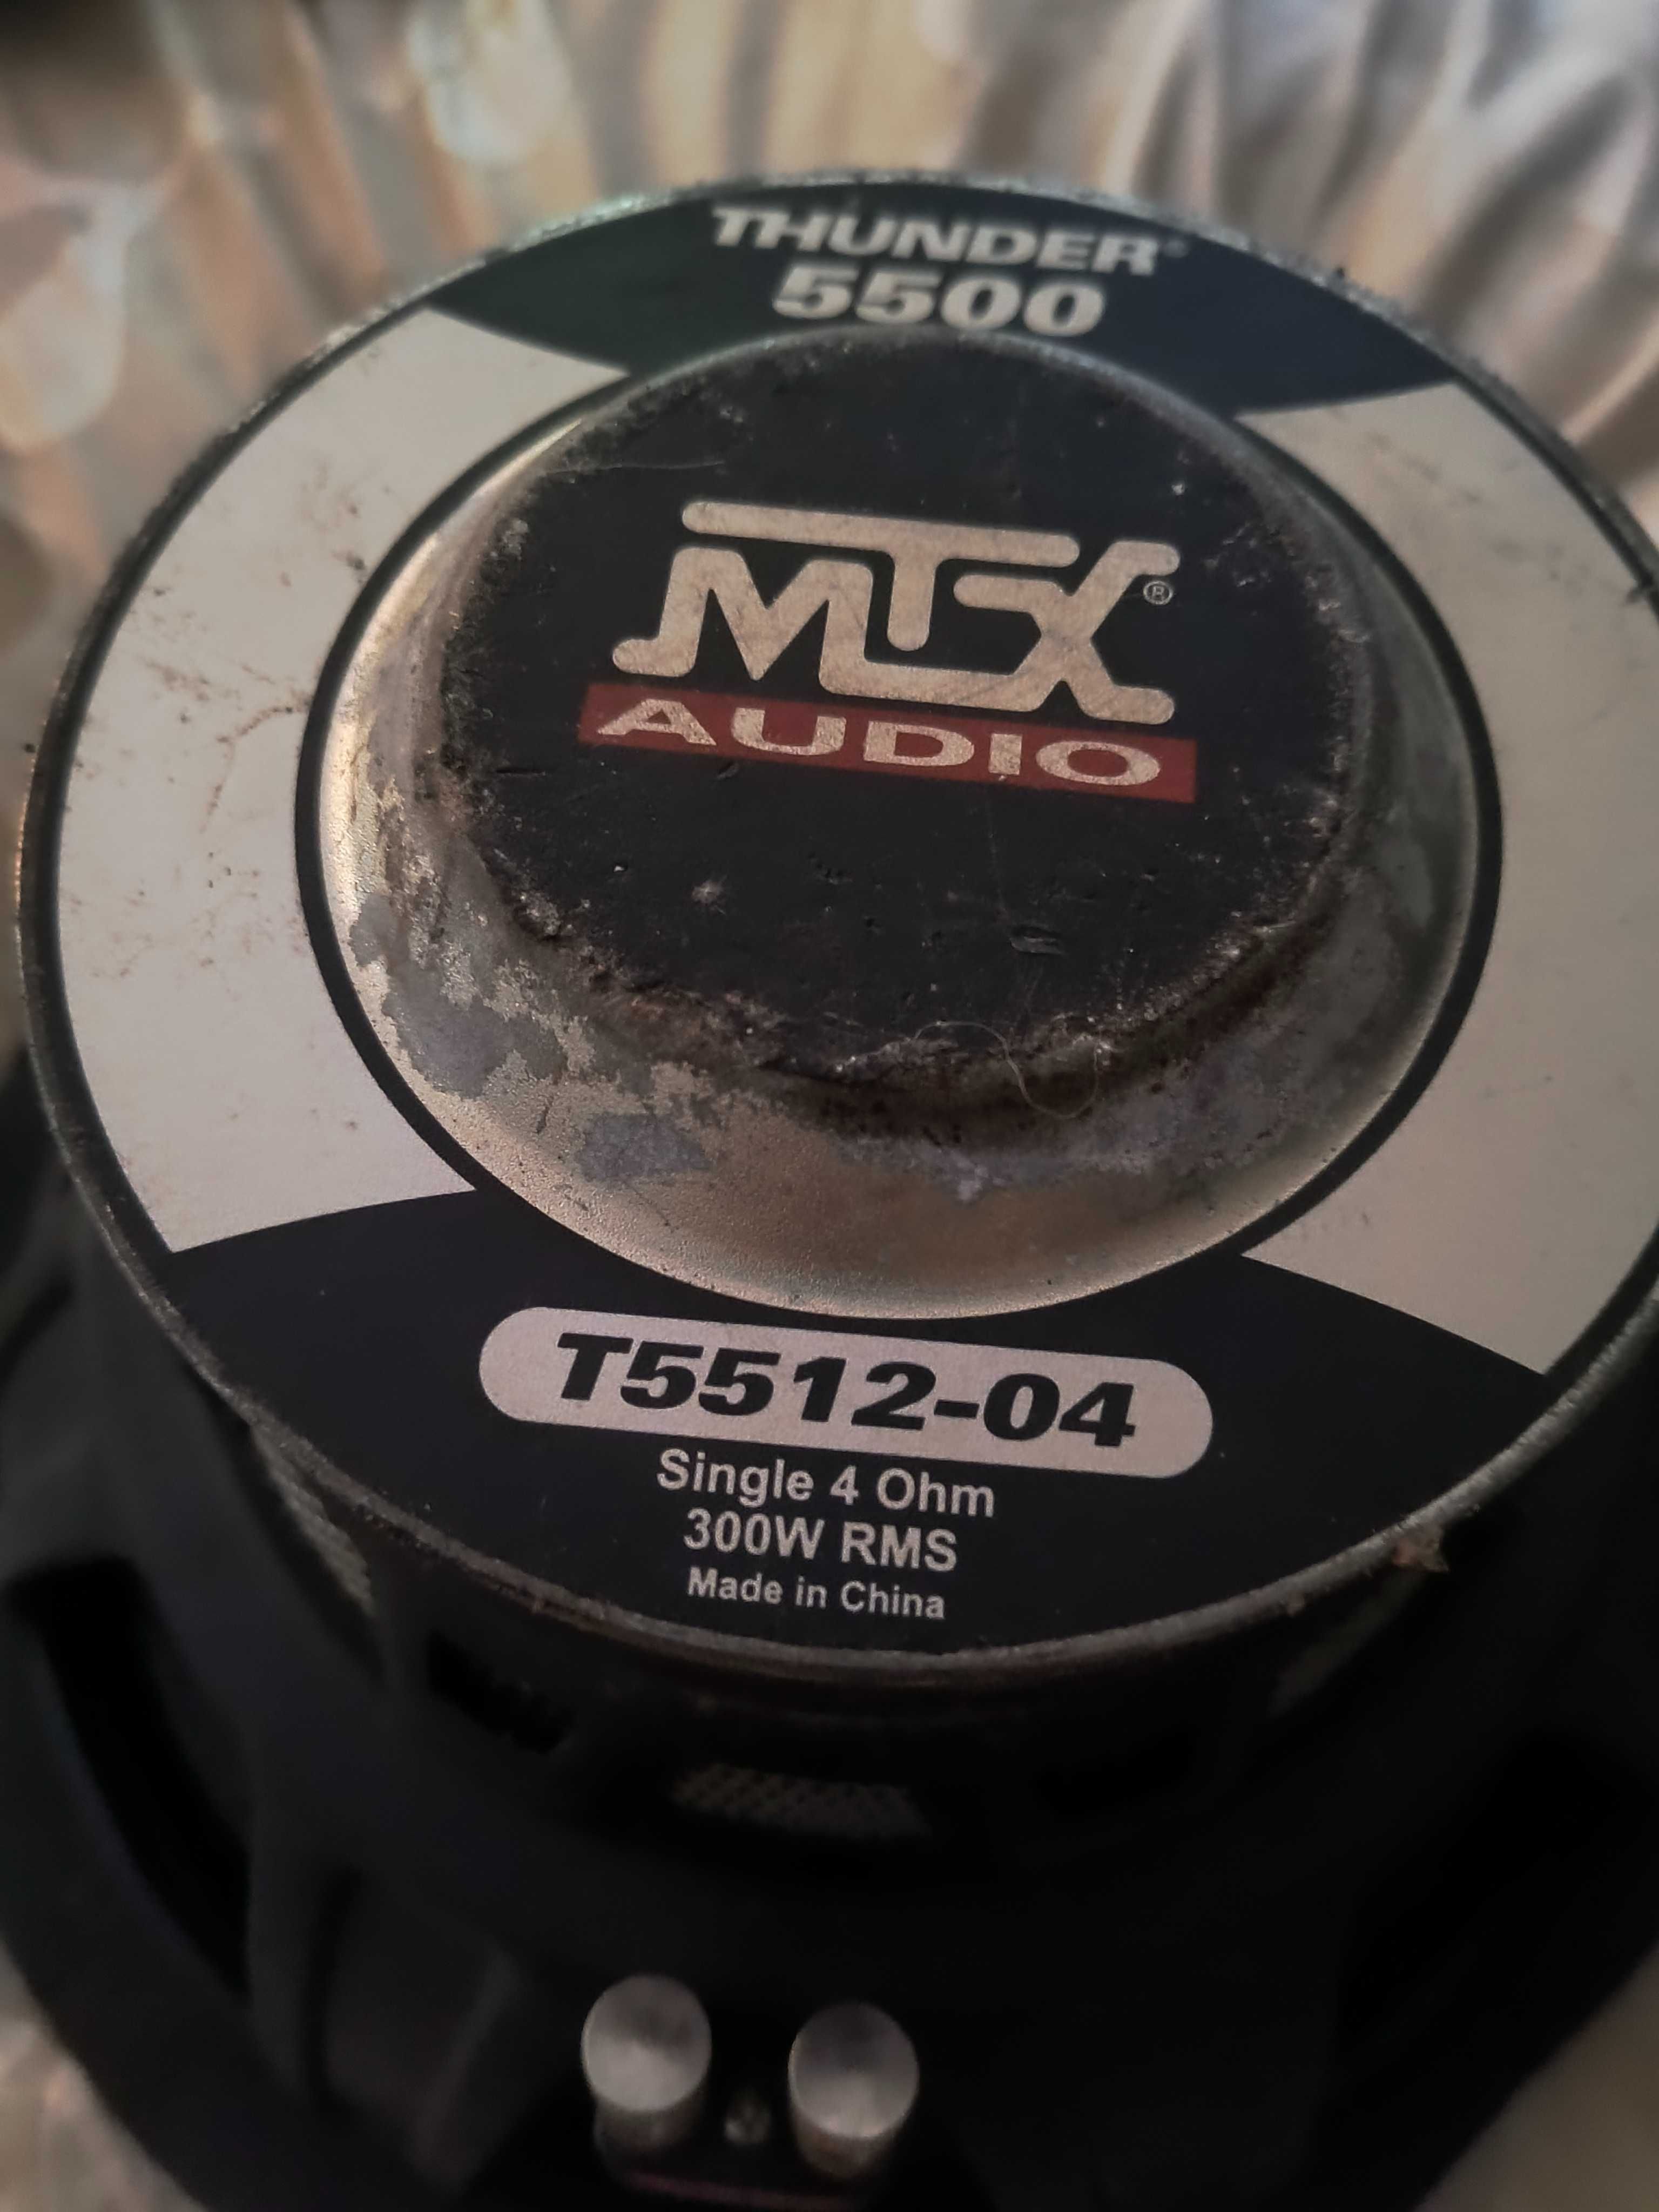 THUNDER®
5500
MTX®
AUDIO
T5512-04
Single 4 Ohm
300W RMS
Made in China